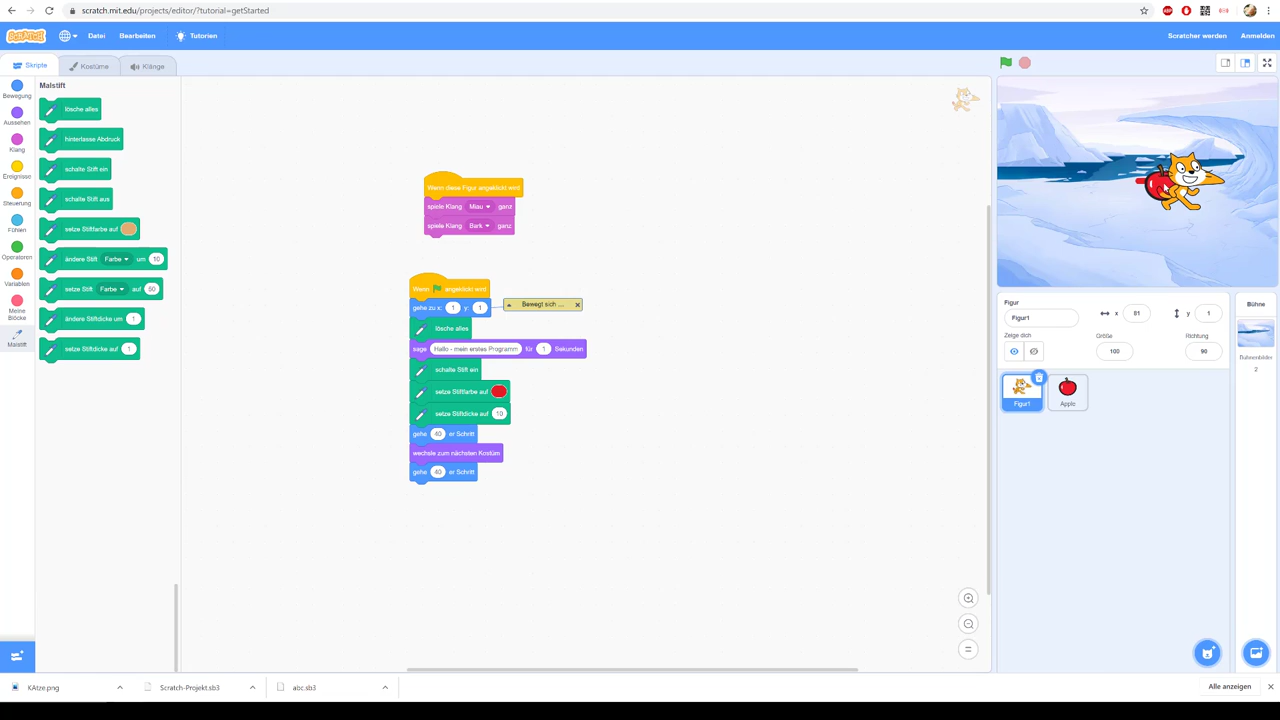 scratch.mit.edu/projects/editor/?tutorial=getStarted
SCRATCH Datei Bearbeiten Tutorien Scratcher werden Anmelden
Skripte Kostüme Klänge
Bewegung
Aussehen
Klang
Ereignisse
Steuerung
Fühlen
Operatoren
Variablen
Meine Blöcke
Malstift
Malstift
lösche alles
hinterlasse Abdruck
schalte Stift ein
schalte Stift aus
setze Stiftfarbe auf
ändere Stift Farbe um 10
setze Stift Farbe auf 50
ändere Stiftdicke um 1
setze Stiftdicke auf 1
Wenn diese Figur angeklickt wird
spiele Klang Miau ganz
spiele Klang Bark ganz
Wenn angeklickt wird
gehe zu x: 1 y: 1
Bewegt sich ....
lösche alles
sage Hallo - mein erstes Programm für 1 Sekunden
schalte Stift ein
setze Stiftfarbe auf
setze Stiftdicke auf 10
gehe 40 er Schritt
wechsle zum nächsten Kostüm
gehe 40 er Schritt
Figur
Figur1 x 81 y 1
Zeige dich Größe Richtung
100 90
Figur1 Apple
Bühne
Bühnenbilder
2
KAtze.png Scratch-Projekt.sb3 abc.sb3 Alle anzeigen